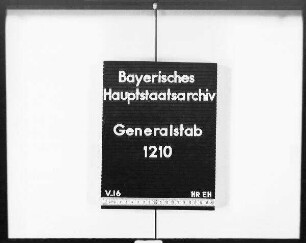 Bayerisches
Hauptstaatsarchiv
Generalstab
1210
V.16 HR EH